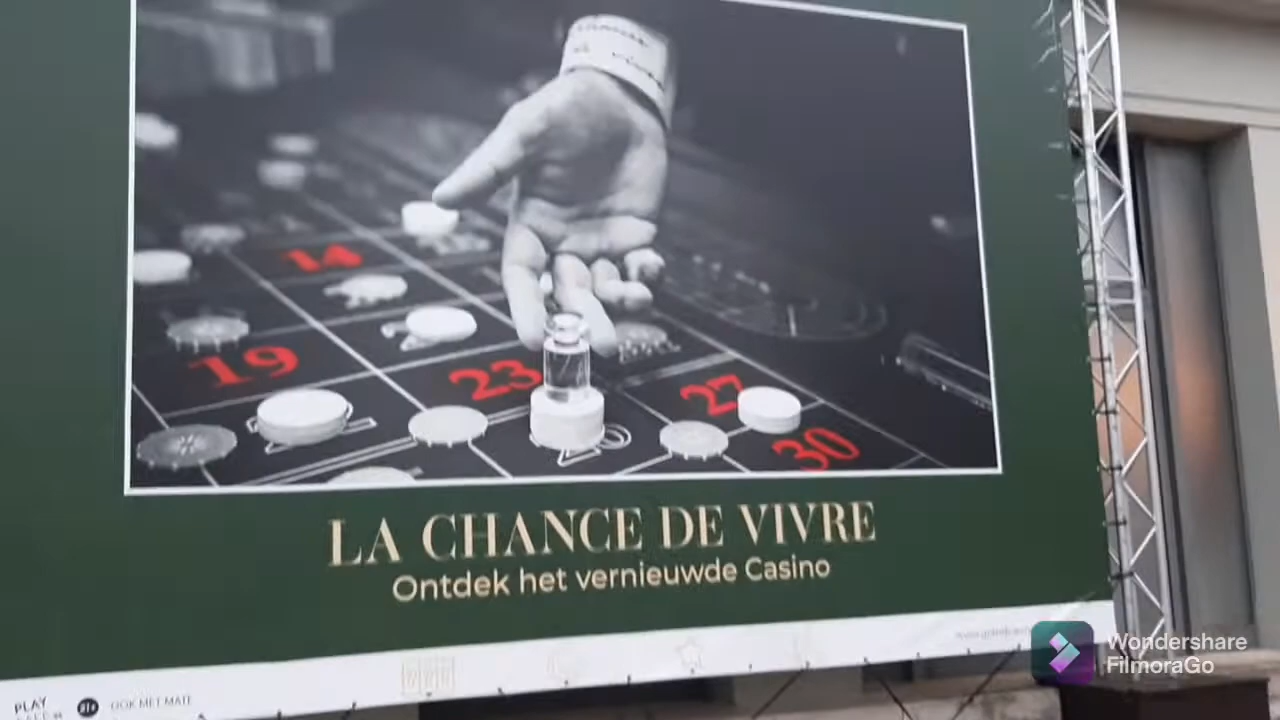 14
19
23
27
30
LA CHANCE DE VIVRE
Ontdek het vernieuwde Casino
PLAY
OOK MET MATE
Wondershare
FilmoraGo